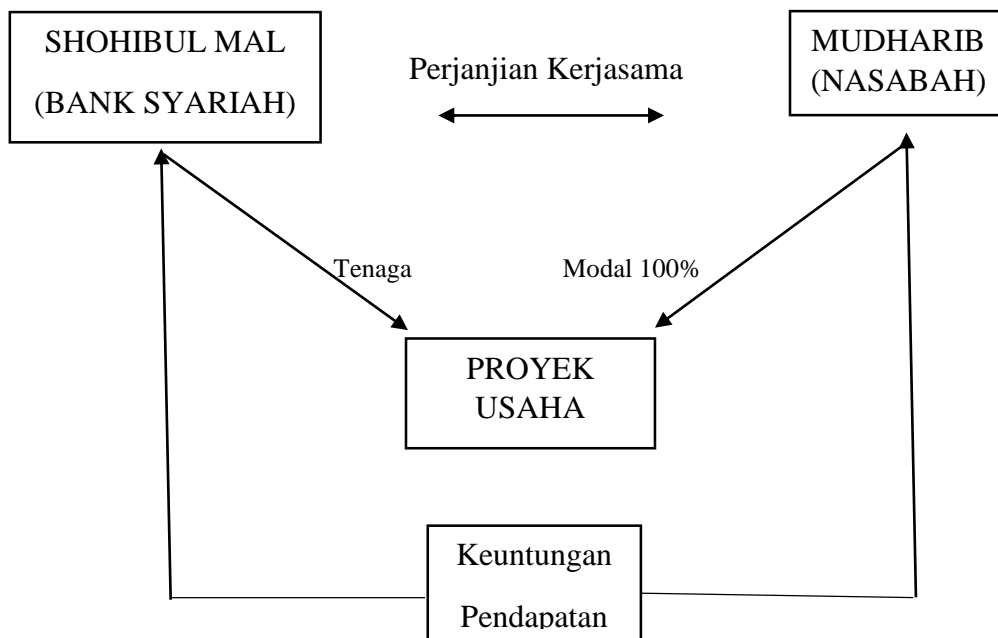 SHOHIBUL MAL
(BANK SYARIAH)
Perjanjian Kerjasama
MUDHARIB
(NASABAH)
Tenaga
Modal 100%
PROYEK
USAHA
Keuntungan
Pendapatan